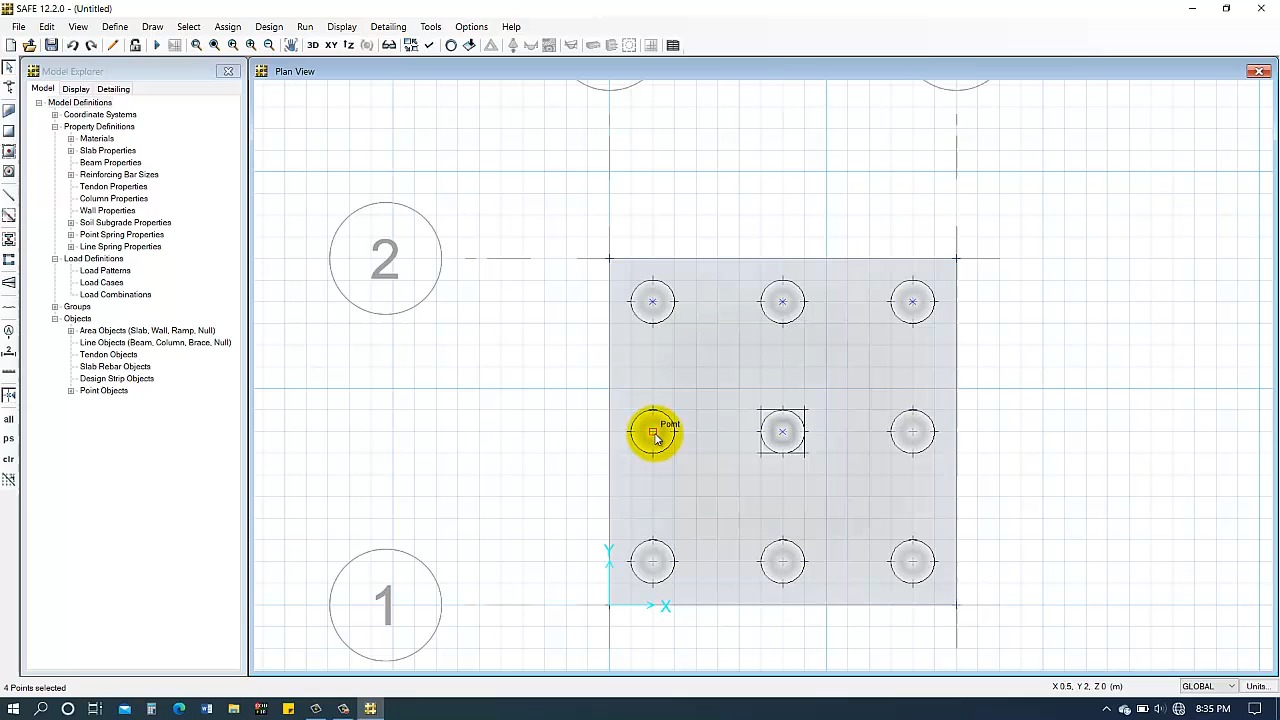 SAFE 12.2.0 - (Untitled)
File Edit View Define Draw Select Assign Design Run Display Detailing Tools Options Help
3D XY
Model Explorer
Plan View
Model Display Detailing
Model Definitions
Coordinate Systems
Property Definitions
Materials
Slab Properties
Beam Properties
Reinforcing Bar Sizes
Tendon Properties
Column Properties
Wall Properties
Soil Subgrade Properties
Point Spring Properties
Line Spring Properties
Load Definitions
Load Patterns
Load Cases
Load Combinations
Groups
Objects
Area Objects (Slab, Wall, Ramp, Null)
Line Objects (Beam, Column, Brace, Null)
Tendon Objects
Slab Rebar Objects
Design Strip Objects
Point Objects
all
ps
clr
2
Point
1
Y
X
4 Points selected
X 0.5, Y 2, Z 0 (m)
GLOBAL
Units...
8:35 PM